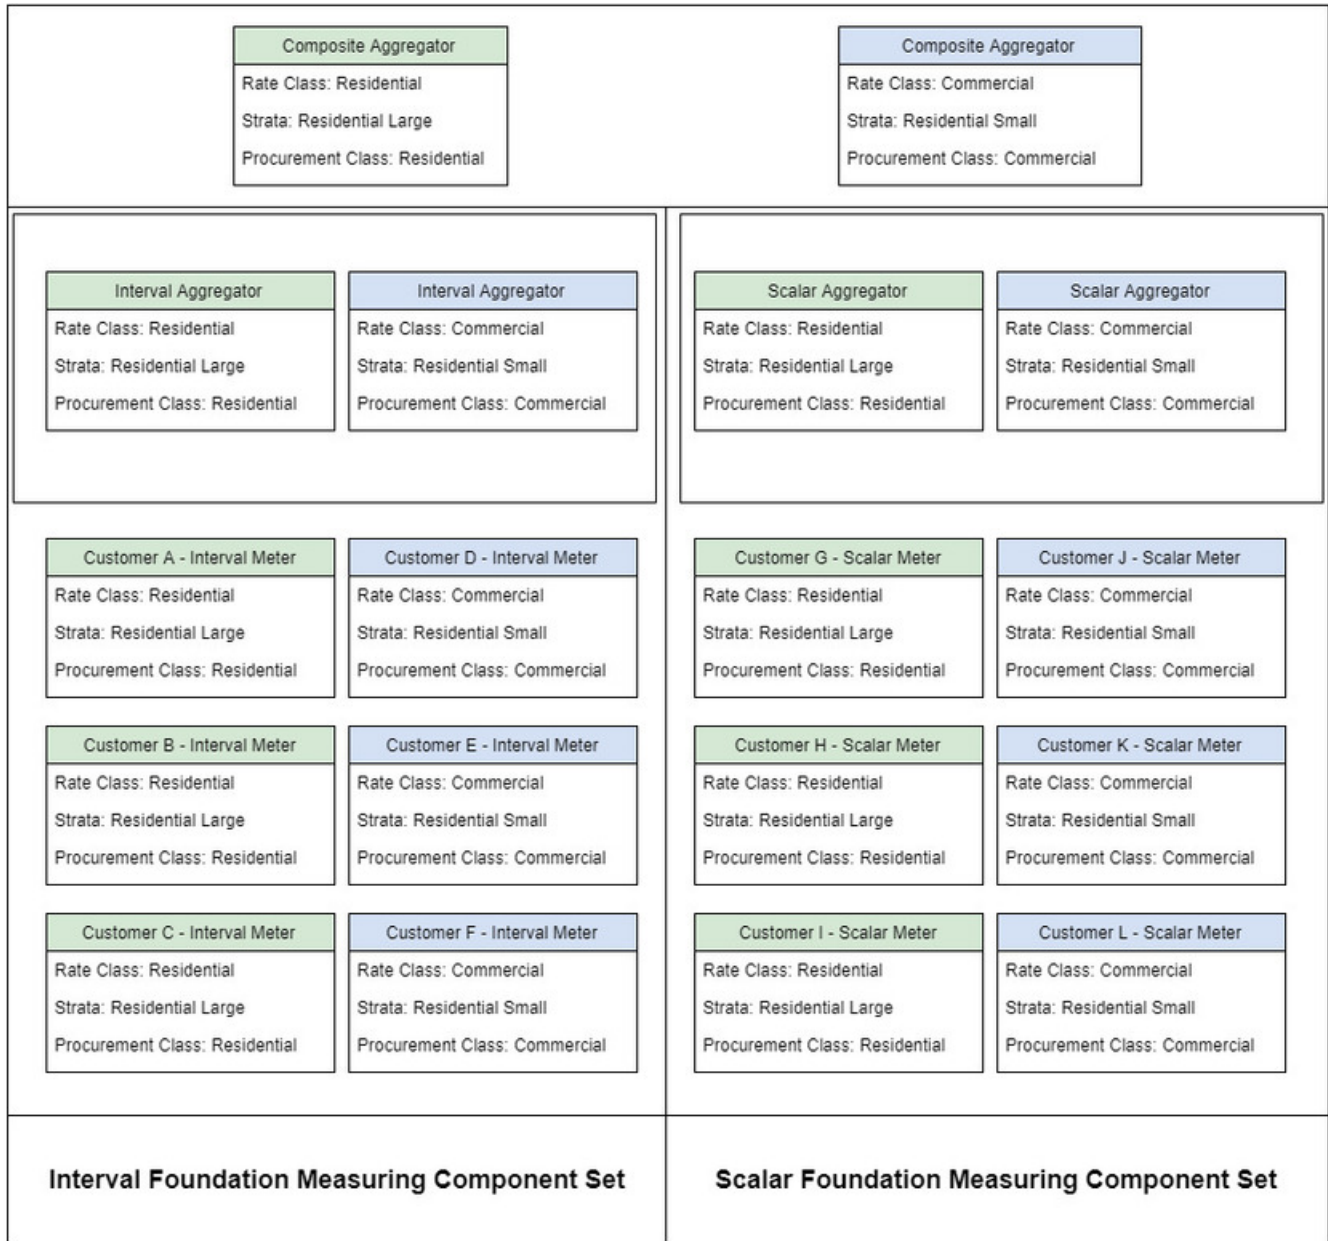 Composite Aggregator
Rate Class: Residential
Strata: Residential Large
Procurement Class: Residential
Composite Aggregator
Rate Class: Commercial
Strata: Residential Small
Procurement Class: Commercial
Interval Aggregator
Rate Class: Residential
Strata: Residential Large
Procurement Class: Residential
Interval Aggregator
Rate Class: Commercial
Strata: Residential Small
Procurement Class: Commercial
Scalar Aggregator
Rate Class: Residential
Strata: Residential Large
Procurement Class: Residential
Scalar Aggregator
Rate Class: Commercial
Strata: Residential Small
Procurement Class: Commercial
Customer A - Interval Meter
Rate Class: Residential
Strata: Residential Large
Procurement Class: Residential
Customer D - Interval Meter
Rate Class: Commercial
Strata: Residential Small
Procurement Class: Commercial
Customer G - Scalar Meter
Rate Class: Residential
Strata: Residential Large
Procurement Class: Residential
Customer J - Scalar Meter
Rate Class: Commercial
Strata: Residential Small
Procurement Class: Commercial
Customer B - Interval Meter
Rate Class: Residential
Strata: Residential Large
Procurement Class: Residential
Customer E - Interval Meter
Rate Class: Commercial
Strata: Residential Small
Procurement Class: Commercial
Customer H - Scalar Meter
Rate Class: Residential
Strata: Residential Large
Procurement Class: Residential
Customer K - Scalar Meter
Rate Class: Commercial
Strata: Residential Small
Procurement Class: Commercial
Customer C - Interval Meter
Rate Class: Residential
Strata: Residential Large
Procurement Class: Residential
Customer F - Interval Meter
Rate Class: Commercial
Strata: Residential Small
Procurement Class: Commercial
Customer I - Scalar Meter
Rate Class: Residential
Strata: Residential Large
Procurement Class: Residential
Customer L - Scalar Meter
Rate Class: Commercial
Strata: Residential Small
Procurement Class: Commercial
Interval Foundation Measuring Component Set
Scalar Foundation Measuring Component Set